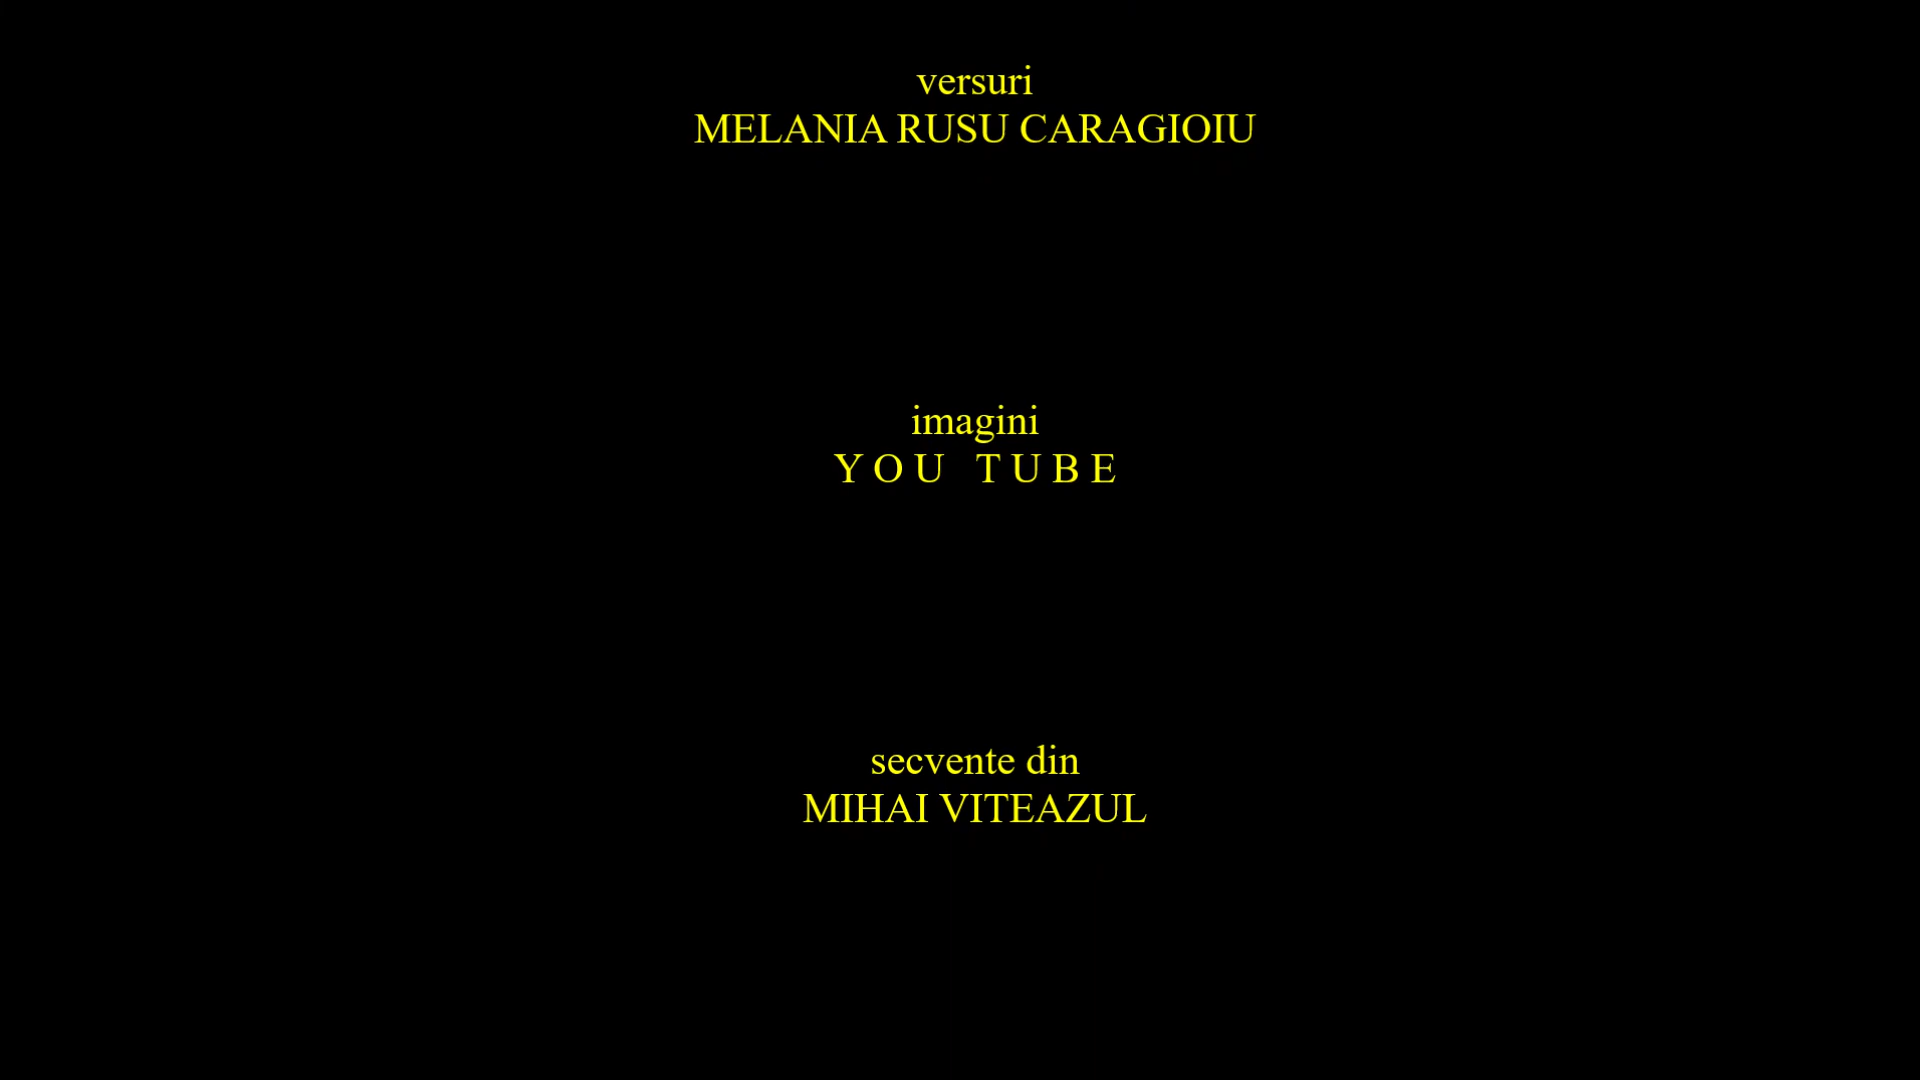 versuri
MELANIA RUSU CARAGIOIU
imagini
Y O U   T U B E
secvente din
MIHAI VITEAZUL